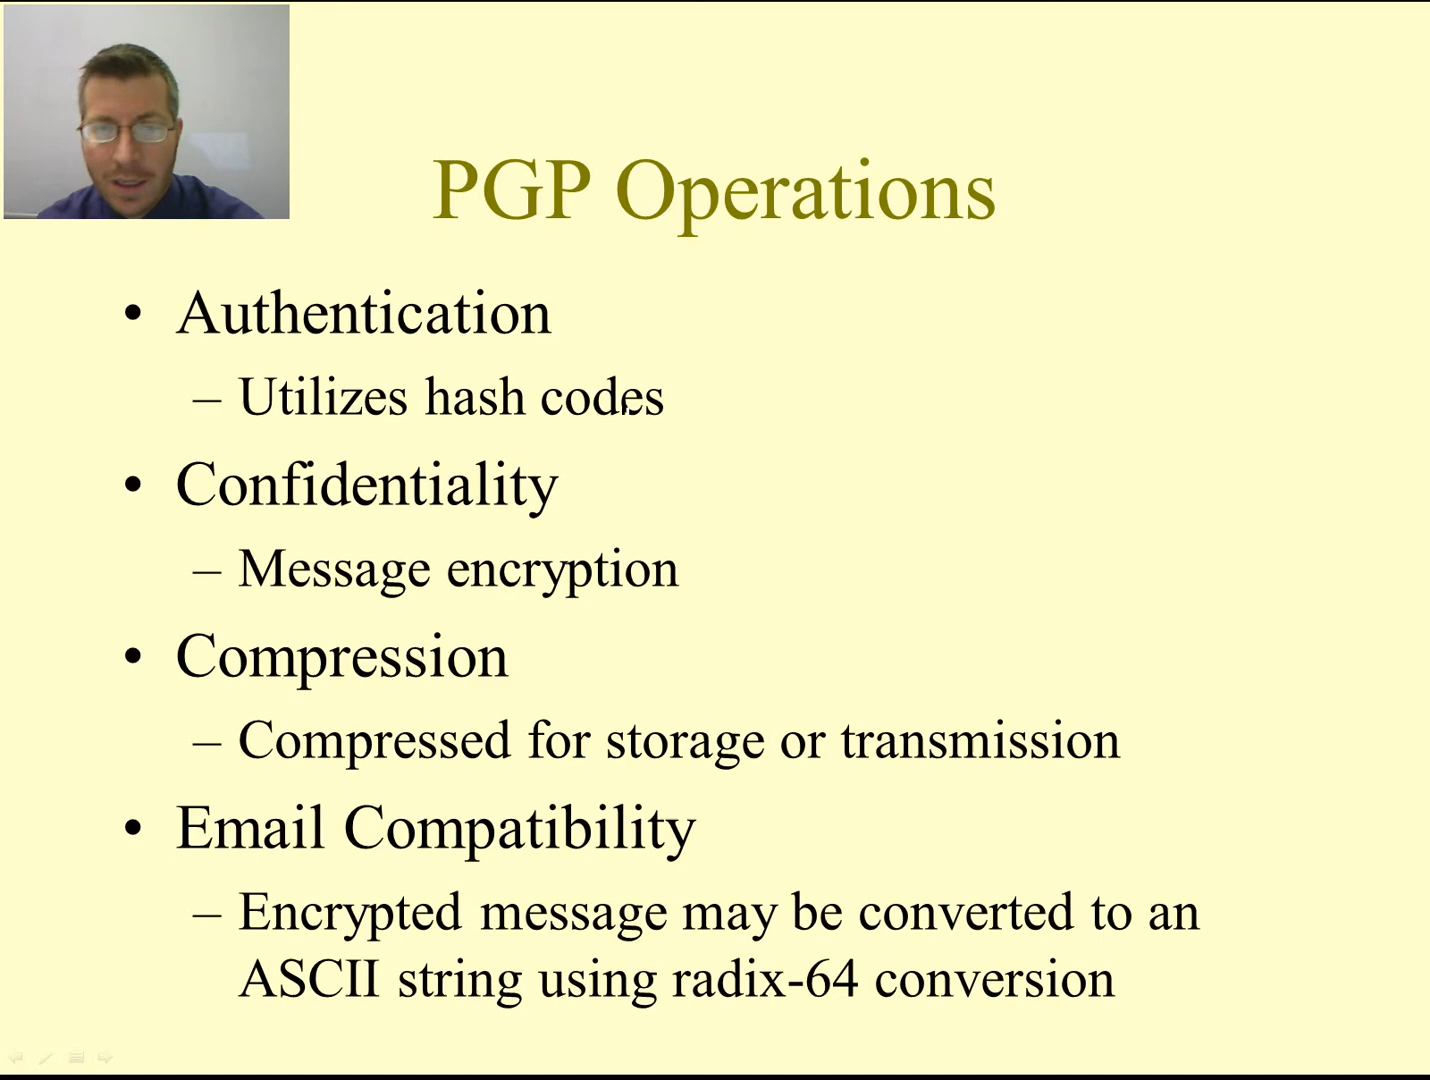 PGP Operations
• Authentication
– Utilizes hash codes
• Confidentiality
– Message encryption
• Compression
– Compressed for storage or transmission
• Email Compatibility
– Encrypted message may be converted to an
ASCII string using radix-64 conversion